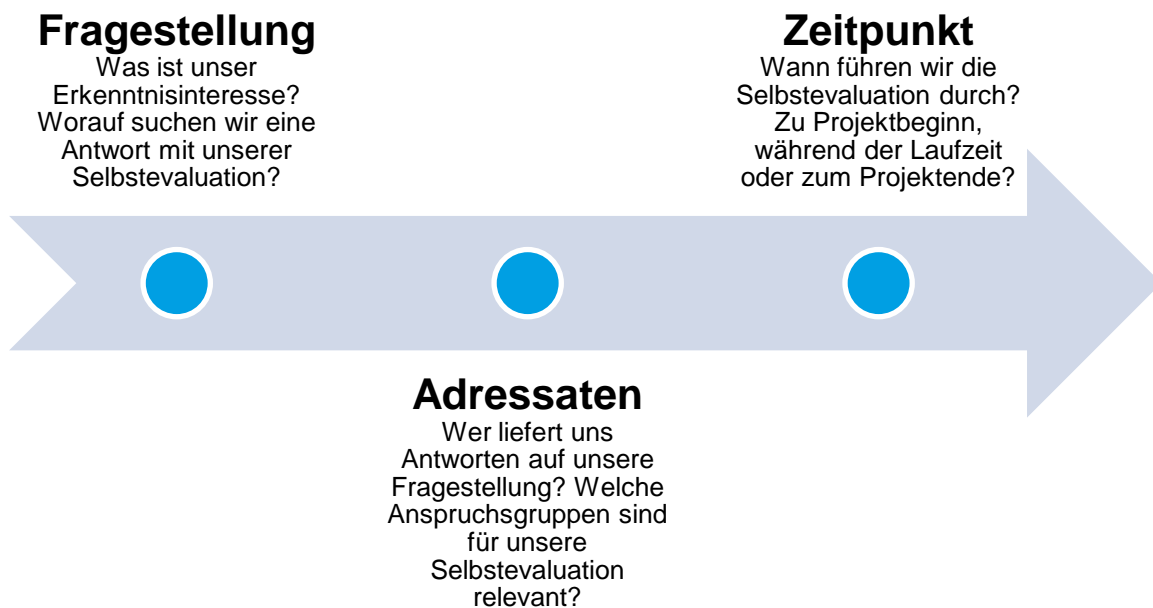 Fragestellung
Was ist unser
Erkenntnisinteresse?
Worauf suchen wir eine
Antwort mit unserer
Selbstevaluation?
Adressaten
Wer liefert uns
Antworten auf unsere
Fragestellung? Welche
Anspruchsgruppen sind
für unsere
Selbstevaluation
relevant?
Zeitpunkt
Wann führen wir die
Selbstevaluation durch?
Zu Projektbeginn,
während der Laufzeit
oder zum Projektende?